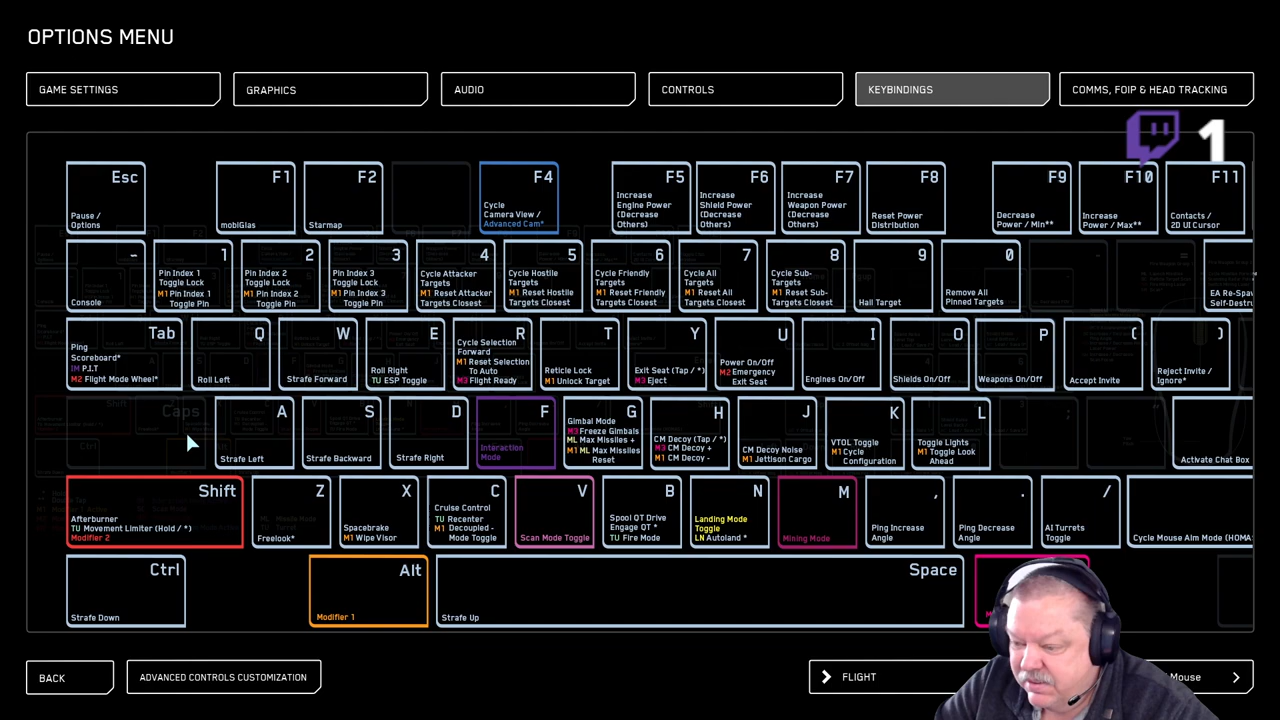 OPTIONS MENU
GAME SETTINGS
GRAPHICS
AUDIO
CONTROLS
KEYBINDINGS
COMMS, FOIP & HEAD TRACKING
1
Esc
Pause /
Options
F1
mobiGlas
F2
Starmap
F4
Cycle
Camera View /
Advanced Cam*
F5
Increase
Engine Power
(Decrease
Others)
F6
Increase
Shield Power
(Decrease
Others)
F7
Increase
Weapon Power
(Decrease
Others)
F8
Reset Power
Distribution
F9
Decrease
Power / Min**
F10
Increase
Power / Max**
F11
Contacts /
2D UI Cursor
~
Console
1
Pin Index 1
Toggle Lock
M1 Pin Index 1
Toggle Pin
2
Pin Index 2
Toggle Lock
M1 Pin Index 2
Toggle Pin
3
Pin Index 3
Toggle Lock
M1 Pin Index 3
Toggle Pin
4
Cycle Attacker
Targets
M1 Reset Attacker
Targets Closest
5
Cycle Hostile
Targets
M1 Reset Hostile
Targets Closest
6
Cycle Friendly
Targets
M1 Reset Friendly
Targets Closest
7
Cycle All
Targets
M1 Reset All
Targets Closest
8
Cycle Sub-
Targets
M1 Reset Sub-
Targets Closest
9
Hail Target
0
Remove All
Pinned Targets
EA Re-Spa
Self-Destru
Tab
Ping
Scoreboard*
IM P.I.T
M2 Flight Mode Wheel*
Q
Roll Left
W
Strafe Forward
E
Roll Right
TU ESP Toggle
R
Cycle Selection
Forward
M1 Reset Selection
To Auto
M3 Flight Ready
T
Reticle Lock
M1 Unlock Target
Y
Exit Seat (Tap / *)
M3 Eject
U
Power On/Off
M2 Emergency
Exit Seat
I
Engines On/Off
O
Shields On/Off
P
Weapons On/Off
(
Accept Invite
)
Reject Invite /
Ignore*
Caps
A
Strafe Left
S
Strafe Backward
D
Strafe Right
F
Interaction
Mode
G
Gimbal Mode
M3 Freeze Gimbals
ML Max Missiles +
M1 ML Max Missiles
Reset
H
CM Decoy (Tap / *)
M3 CM Decoy +
M1 CM Decoy -
J
CM Decoy Noise
M1 Jettison Cargo
K
VTOL Toggle
M1 Cycle
Configuration
L
Toggle Lights
M1 Toggle Look
Ahead
Activate Chat Box
Shift
Afterburner
TU Movement Limiter (Hold / *)
Modifier 2
Z
Freelook*
X
Spacebrake
M1 Wipe Visor
C
Cruise Control
TU Recenter
M1 Decoupled -
Mode Toggle
V
Scan Mode Toggle
B
Spool QT Drive
Engage QT *
TU Fire Mode
N
Landing Mode
Toggle
LN Autoland *
M
Mining Mode
,
Ping Increase
Angle
.
Ping Decrease
Angle
/
AI Turrets
Toggle
Cycle Mouse Aim Mode (HOMA
Ctrl
Strafe Down
Alt
Modifier 1
Space
Strafe Up
BACK
ADVANCED CONTROLS CUSTOMIZATION
FLIGHT
Mouse